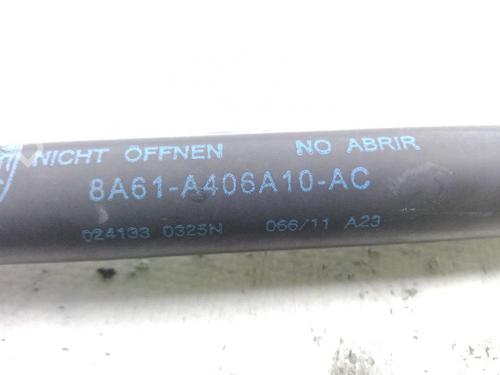 NICHT ÖFFNEN NO ABRIR
8A61-A406A10-AC
024133 0325N 066/11 A23